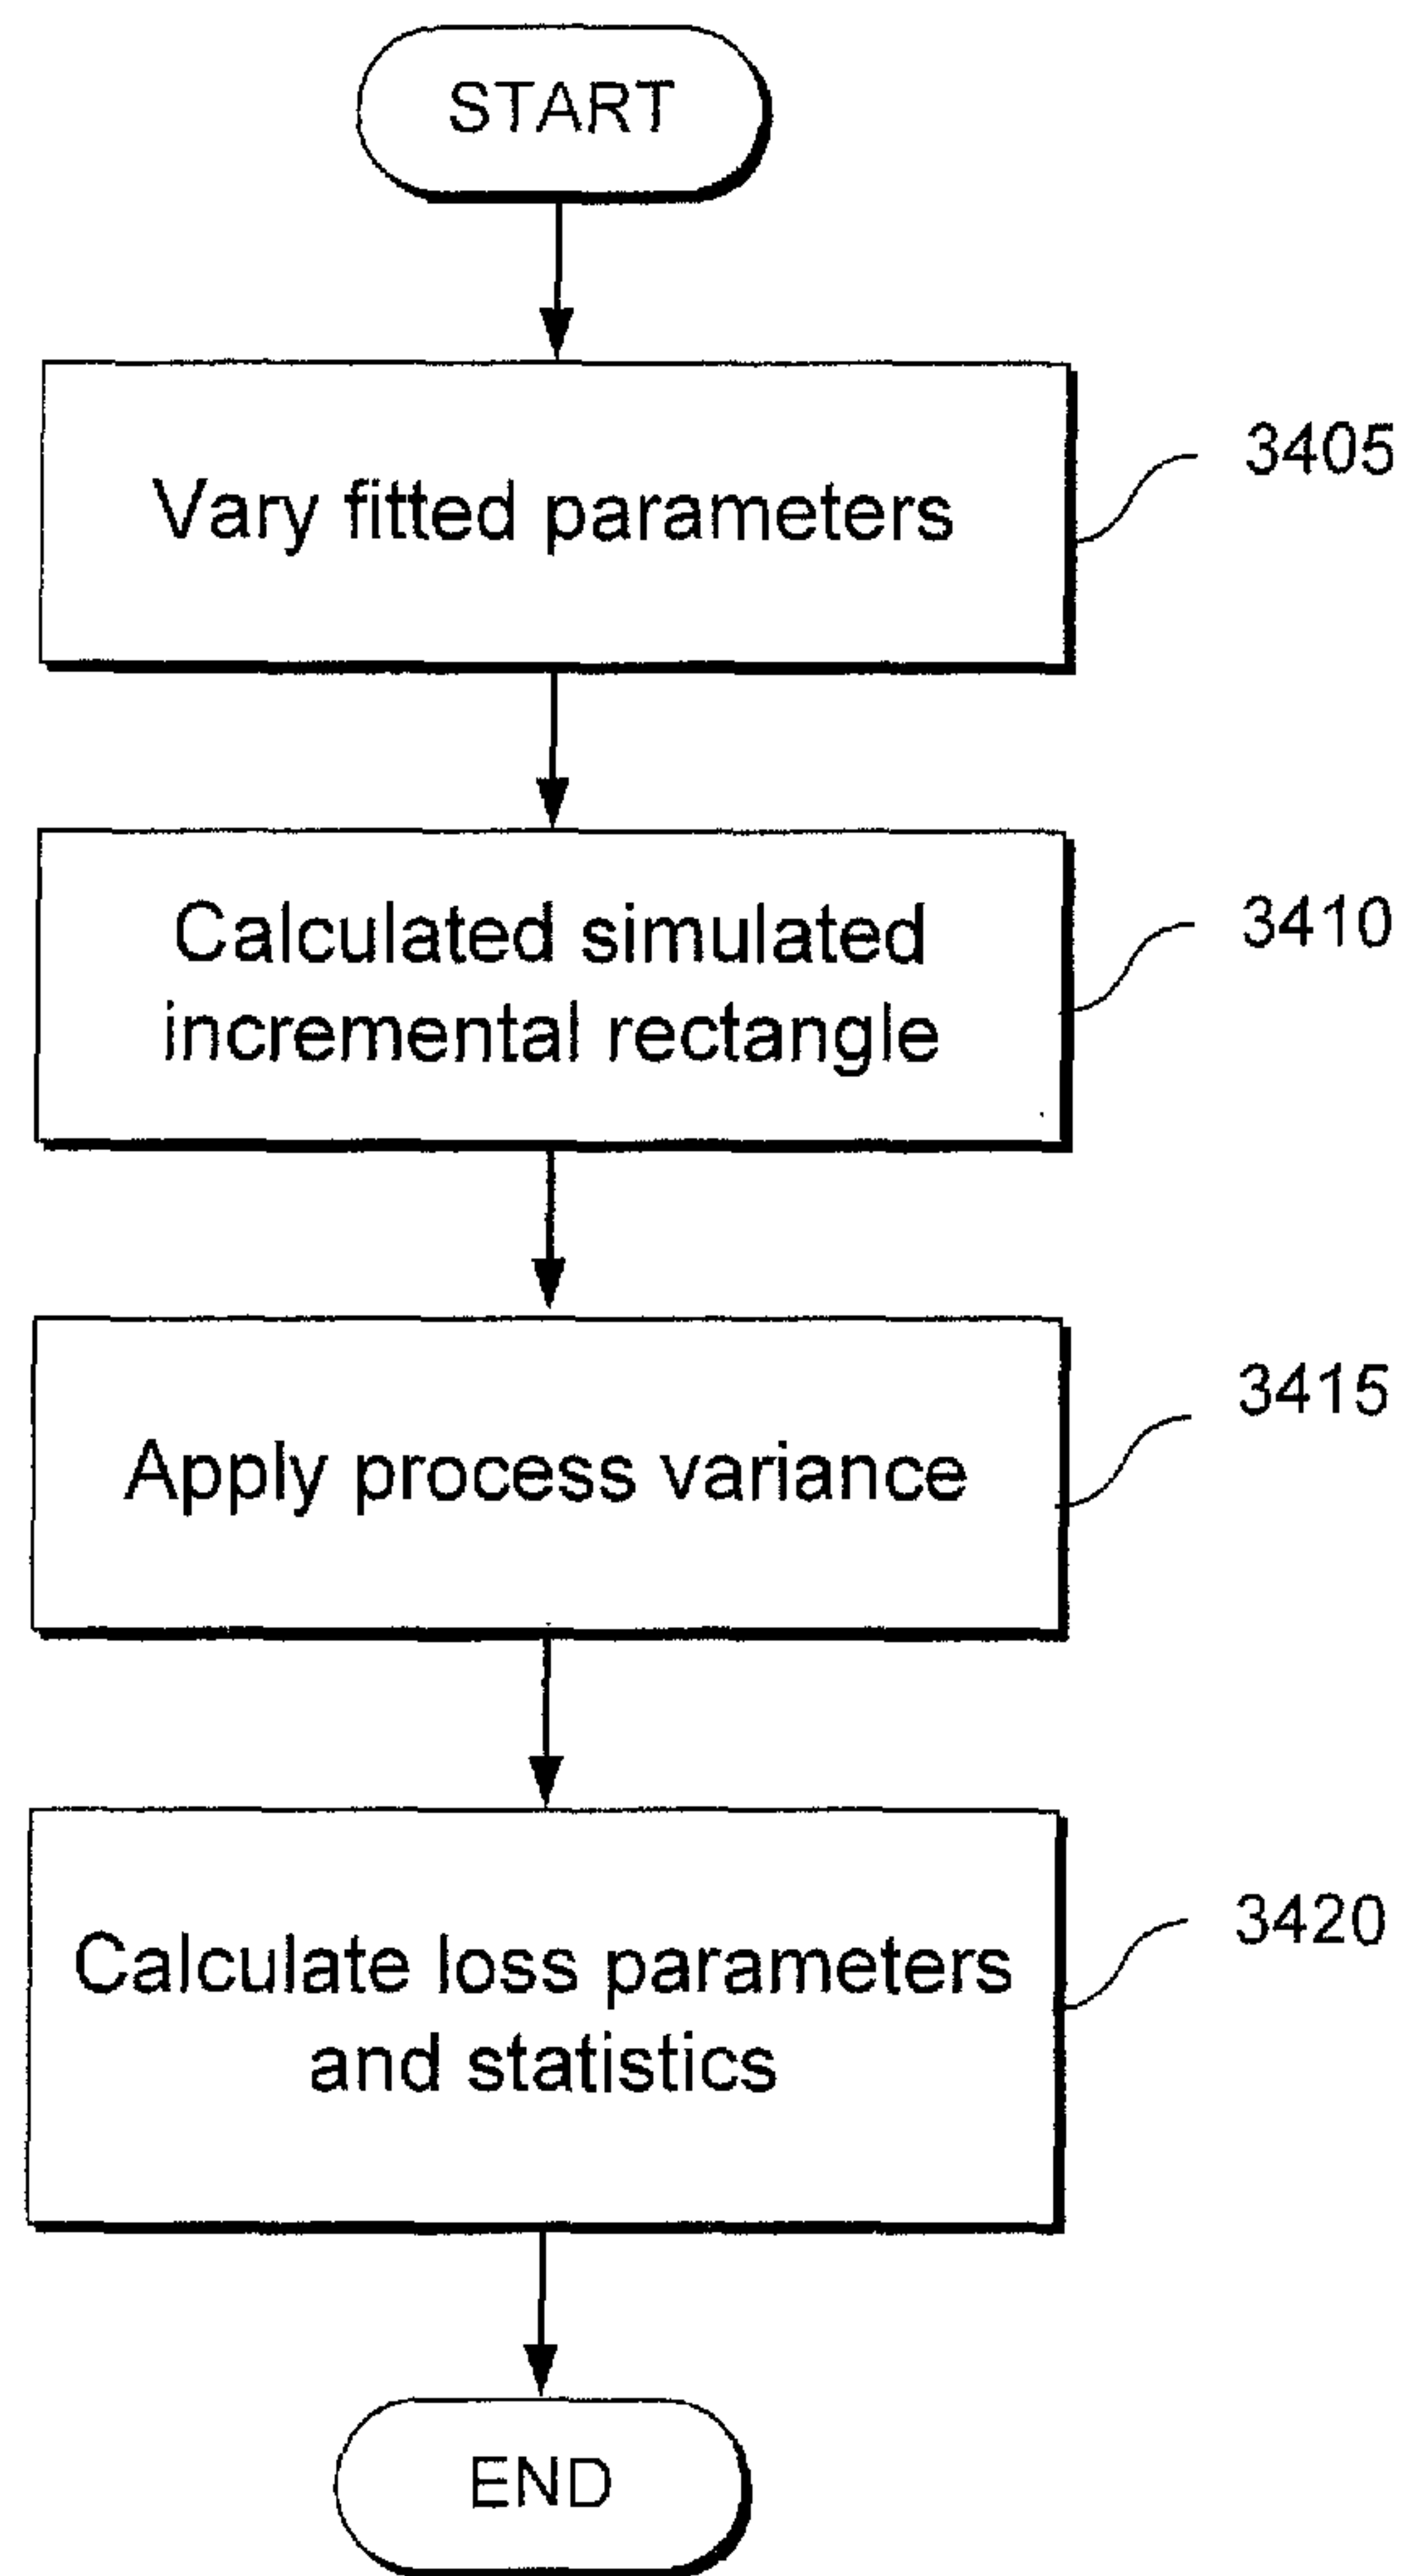 START
Vary fitted parameters
3405
Calculated simulated
incremental rectangle
3410
Apply process variance
3415
Calculate loss parameters
and statistics
3420
END